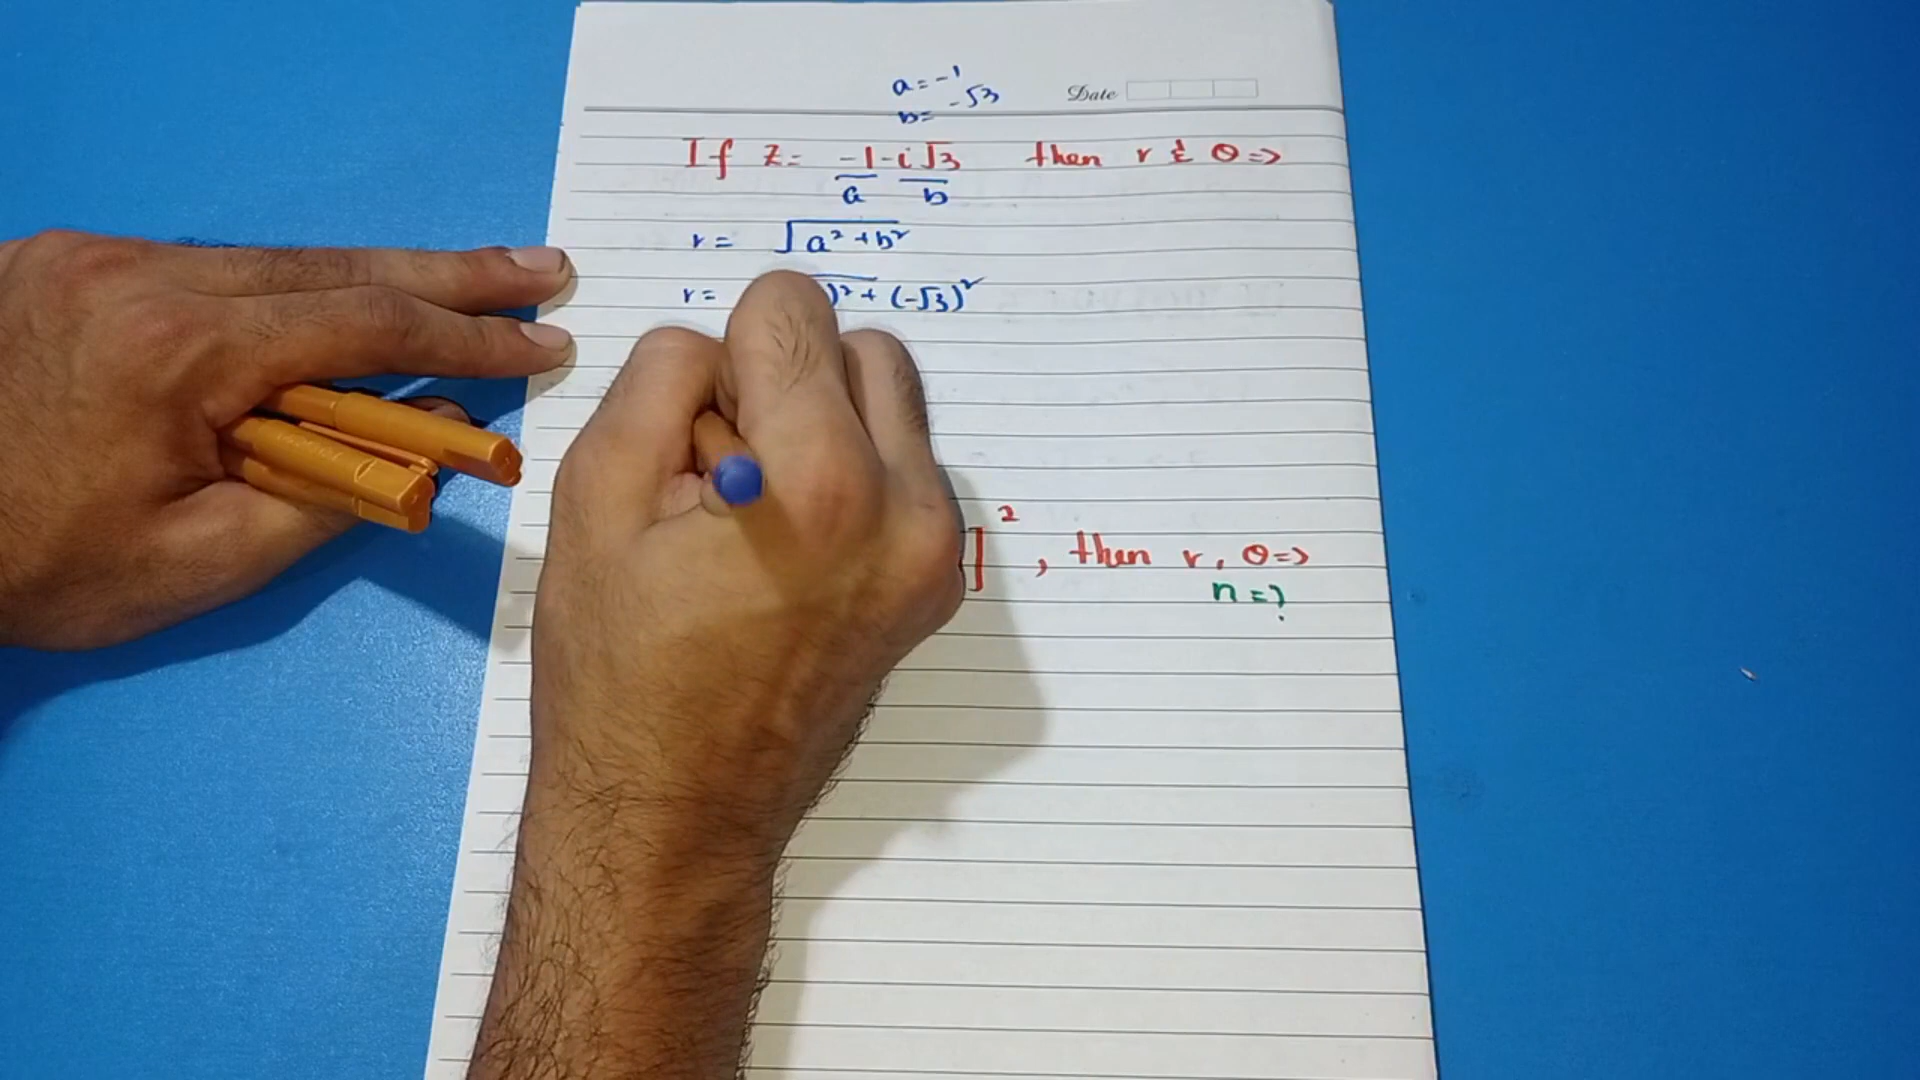 a = -1
b = -√3
Date
If z = -1 - i√3 then r & θ =>
a b
r = √a² + b²
r = )² + (-√3)²
]² , then r, θ =>
n = ?